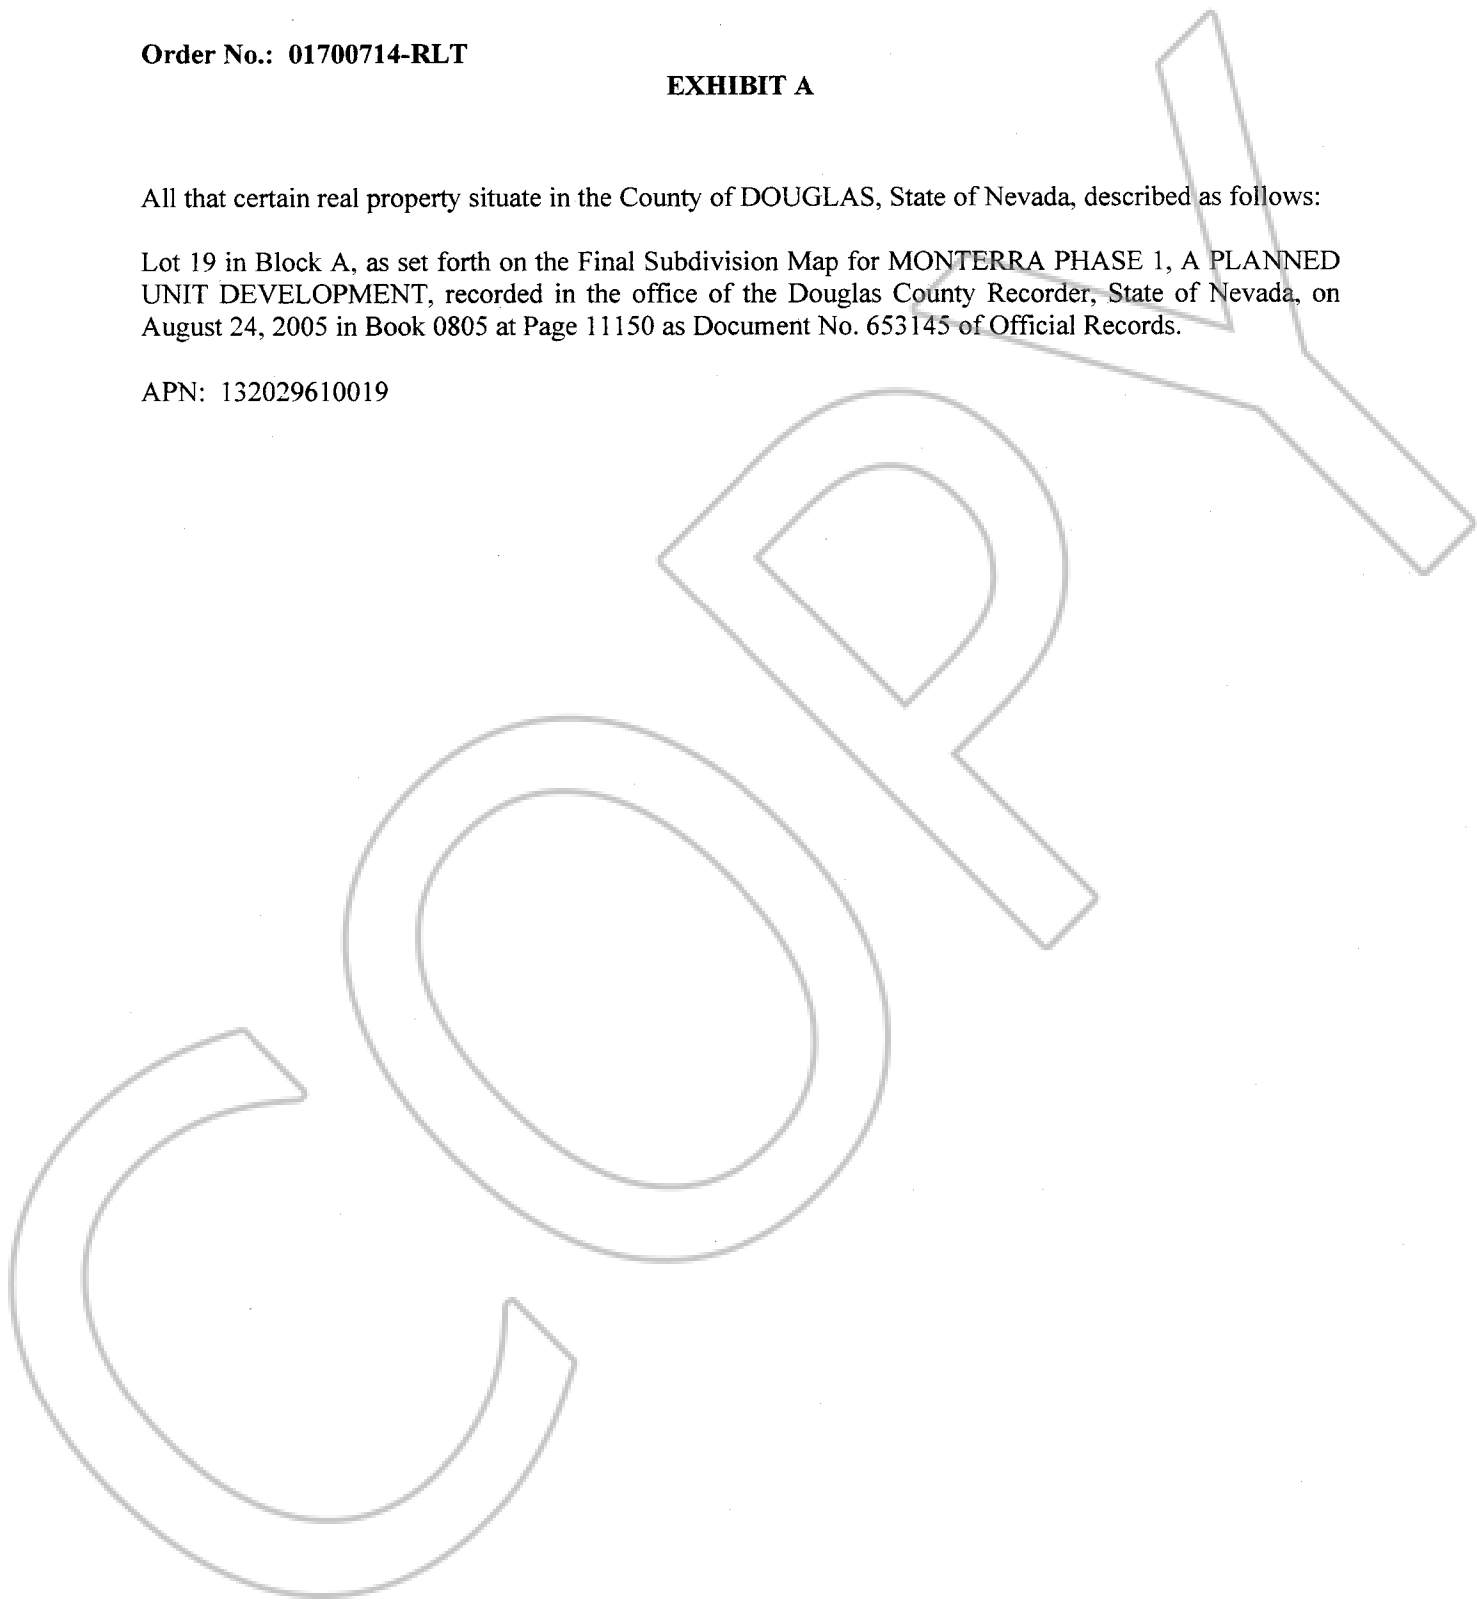 Order No.: 01700714-RLT
EXHIBIT A
All that certain real property situate in the County of DOUGLAS, State of Nevada, described as follows:
Lot 19 in Block A, as set forth on the Final Subdivision Map for MONTERRA PHASE 1, A PLANNED
UNIT DEVELOPMENT, recorded in the office of the Douglas County Recorder, State of Nevada, on
August 24, 2005 in Book 0805 at Page 11150 as Document No. 653145 of Official Records.
APN: 132029610019
COPY